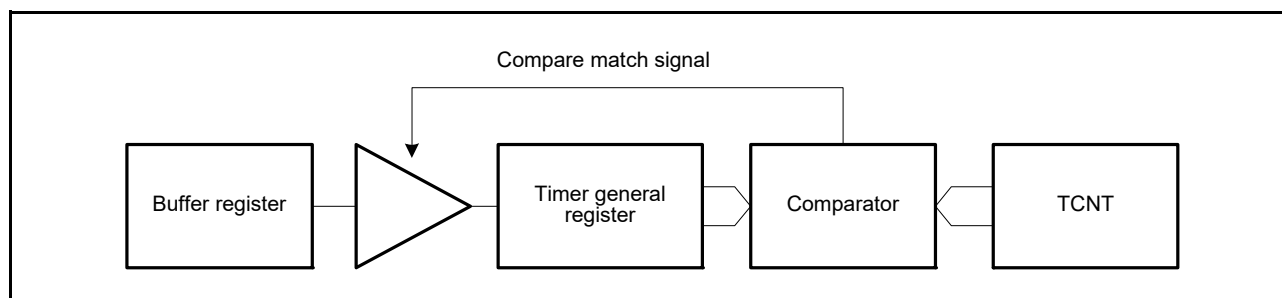 Compare match signal
Buffer register
Timer general
register
Comparator
TCNT